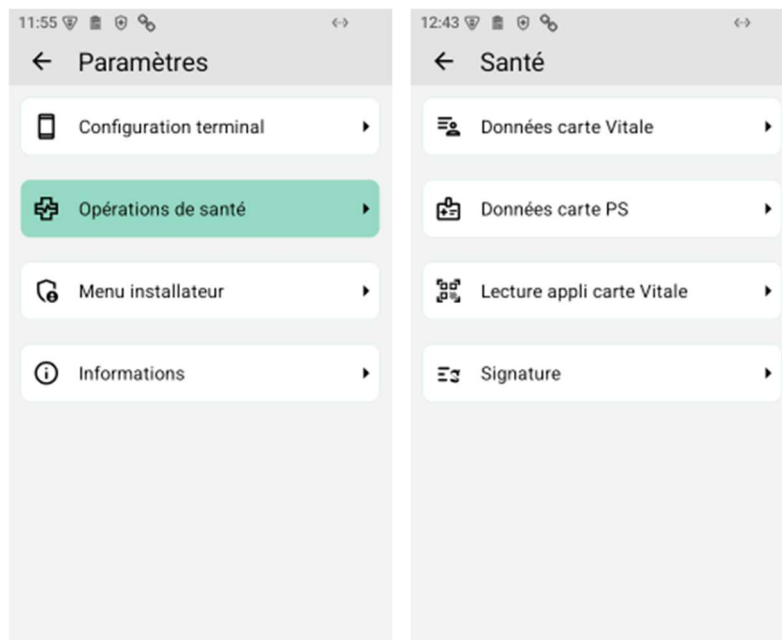 11:55
Paramètres
Configuration terminal
Opérations de santé
Menu installateur
Informations
12:43
Santé
Données carte Vitale
Données carte PS
Lecture appli carte Vitale
Signature